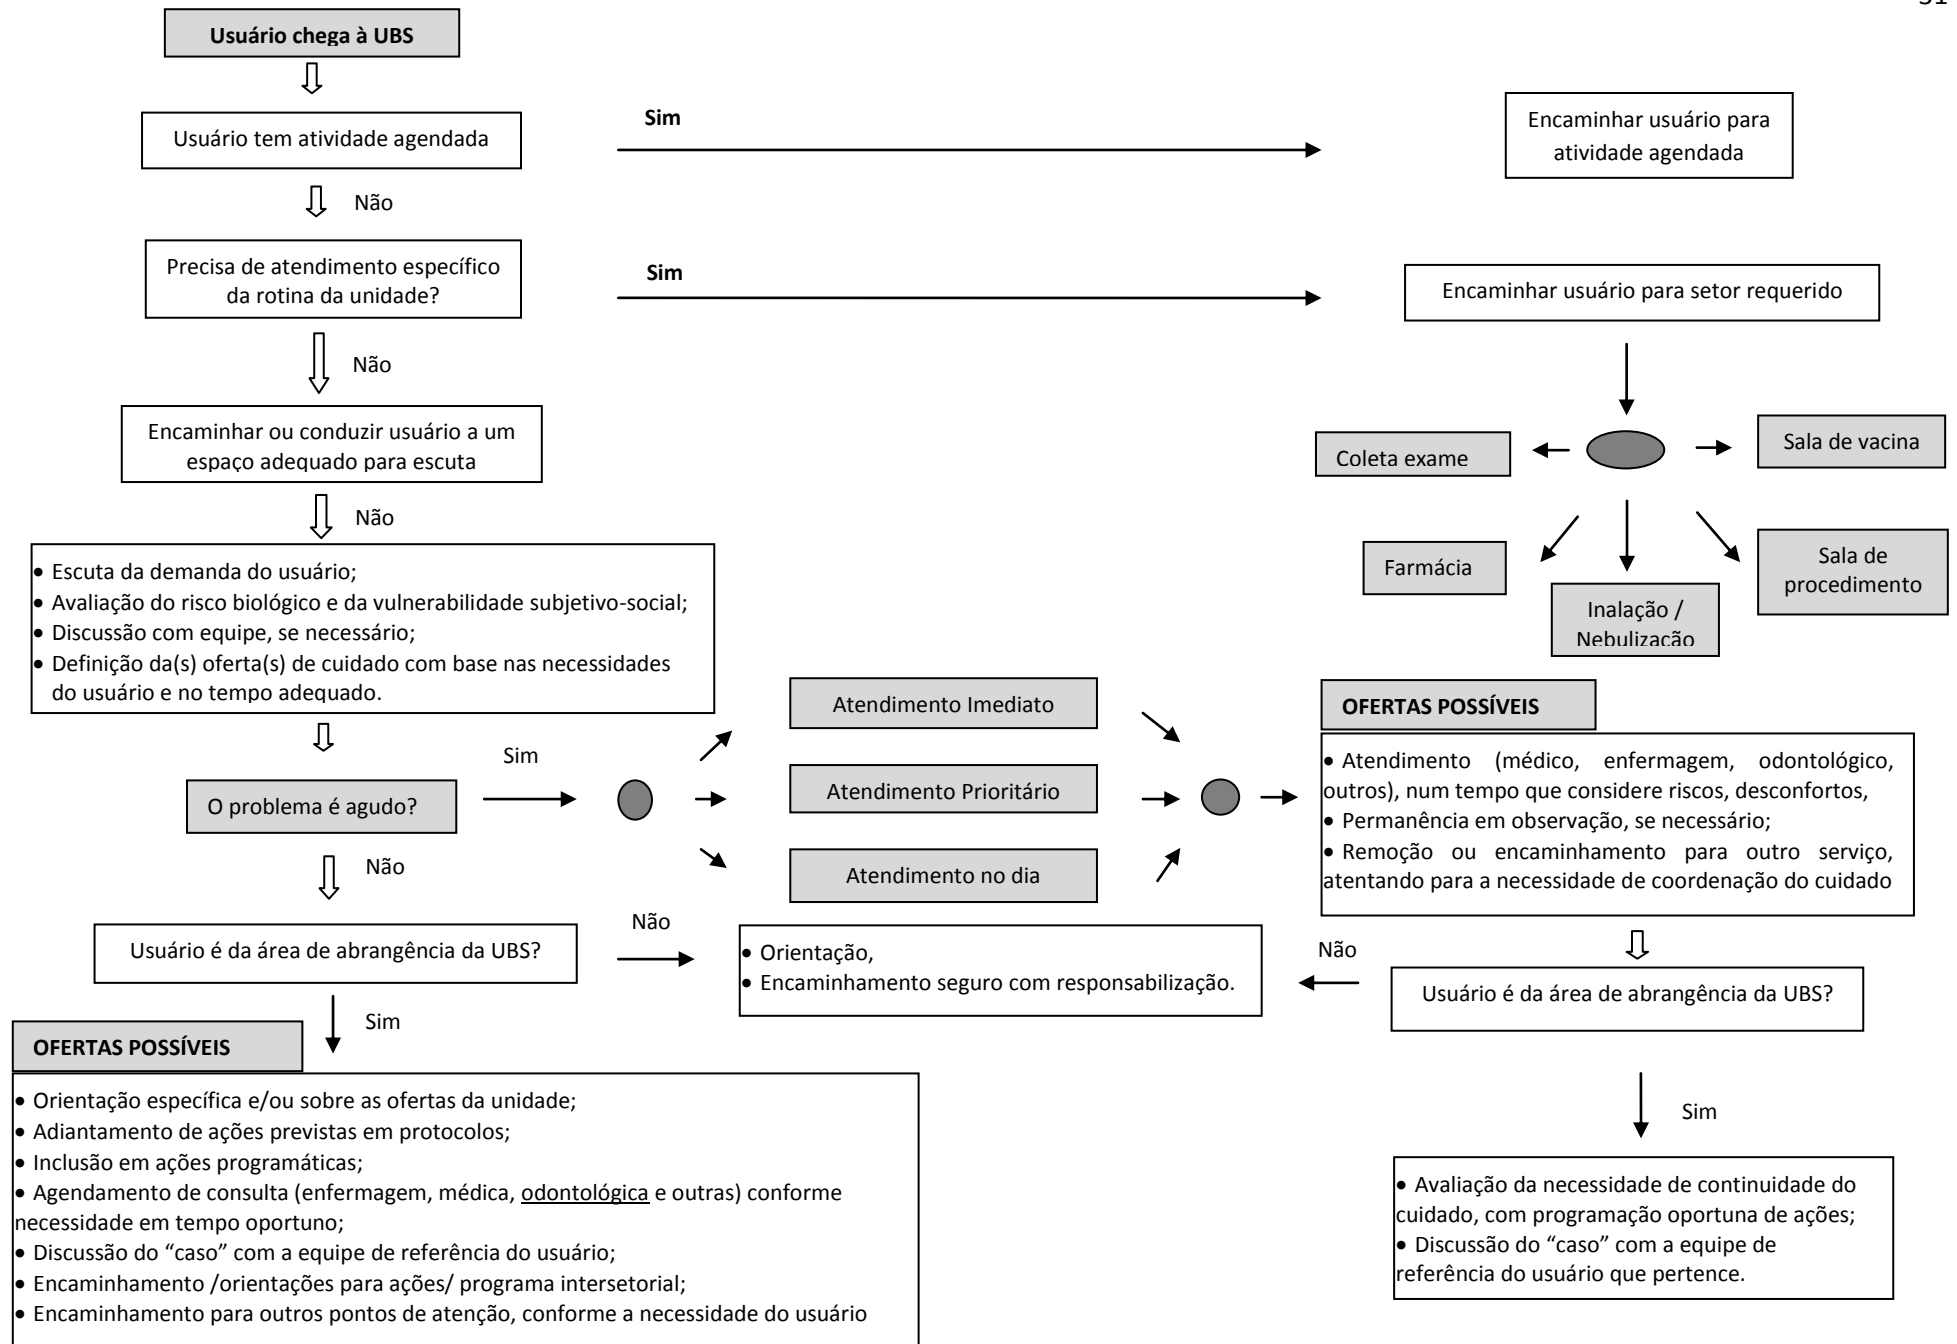 Usuário chega à UBS
Usuário tem atividade agendada
Sim
Encaminhar usuário para
atividade agendada
Não
Precisa de atendimento específico
da rotina da unidade?
Sim
Encaminhar usuário para setor requerido
Não
Encaminhar ou conduzir usuário a um
espaço adequado para escuta
Coleta exame
Sala de vacina
Farmácia
Inalação /
Nebulização
Sala de
procedimento
Não
• Escuta da demanda do usuário;
• Avaliação do risco biológico e da vulnerabilidade subjetivo-social;
• Discussão com equipe, se necessário;
• Definição da(s) oferta(s) de cuidado com base nas necessidades
do usuário e no tempo adequado.
O problema é agudo?
Sim
Atendimento Imediato
Atendimento Prioritário
Atendimento no dia
OFERTAS POSSÍVEIS
• Atendimento (médico, enfermagem, odontológico,
outros), num tempo que considere riscos, desconfortos,
• Permanência em observação, se necessário;
• Remoção ou encaminhamento para outro serviço,
atentando para a necessidade de coordenação do cuidado
Não
Usuário é da área de abrangência da UBS?
Não
• Orientação,
• Encaminhamento seguro com responsabilização.
Não
Usuário é da área de abrangência da UBS?
Sim
OFERTAS POSSÍVEIS
• Orientação específica e/ou sobre as ofertas da unidade;
• Adiantamento de ações previstas em protocolos;
• Inclusão em ações programáticas;
• Agendamento de consulta (enfermagem, médica, odontológica e outras) conforme
necessidade em tempo oportuno;
• Discussão do "caso" com a equipe de referência do usuário;
• Encaminhamento /orientações para ações/ programa intersetorial;
• Encaminhamento para outros pontos de atenção, conforme a necessidade do usuário
Sim
• Avaliação da necessidade de continuidade do
cuidado, com programação oportuna de ações;
• Discussão do “caso” com a equipe de
referência do usuário que pertence.